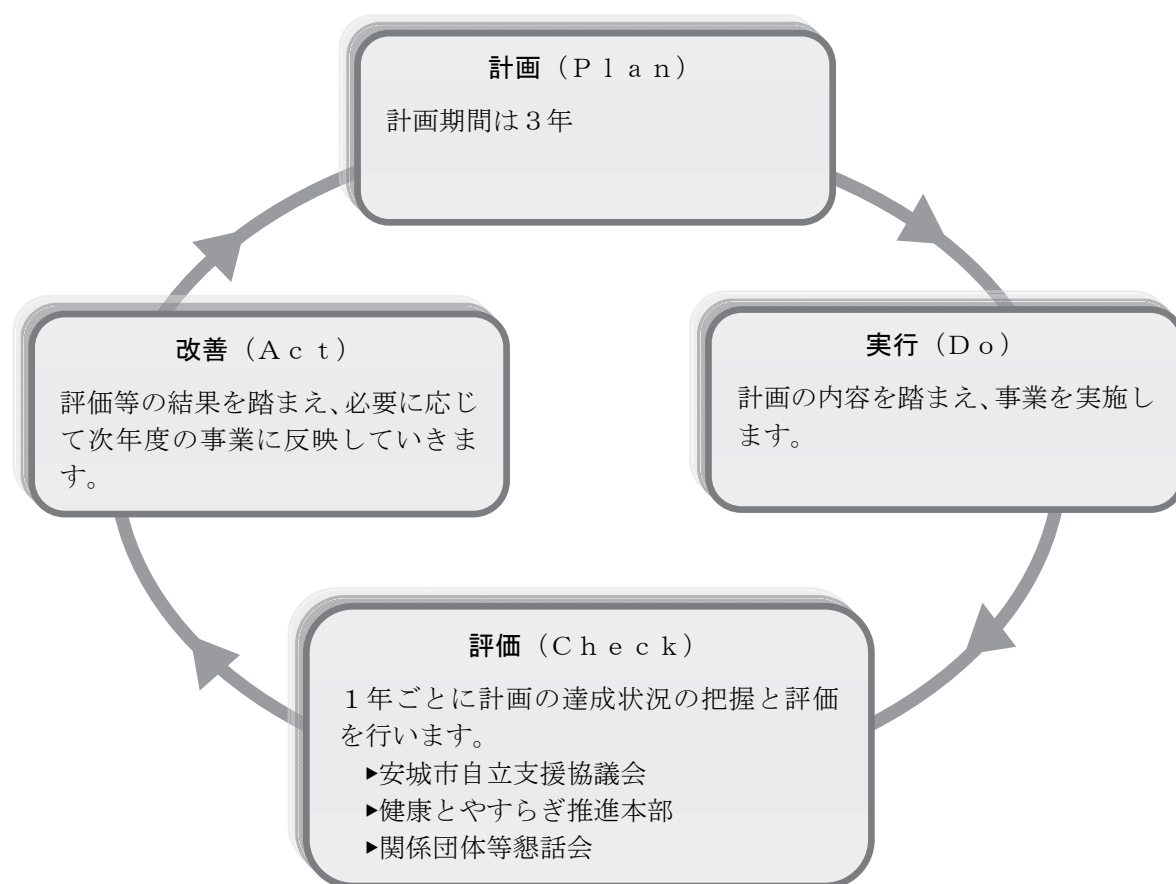 計画（Ｐｌａｎ）
計画期間は３年
改善（Ａｃｔ）
評価等の結果を踏まえ、必要に応じ
て次年度の事業に反映していきま
す。
実行（Ｄｏ）
計画の内容を踏まえ、事業を実施し
ます。
評価（Ｃｈｅｃｋ）
１年ごとに計画の達成状況の把握と評価
を行います。
▶安城市自立支援協議会
▶健康とやすらぎ推進本部
▶関係団体等懇話会